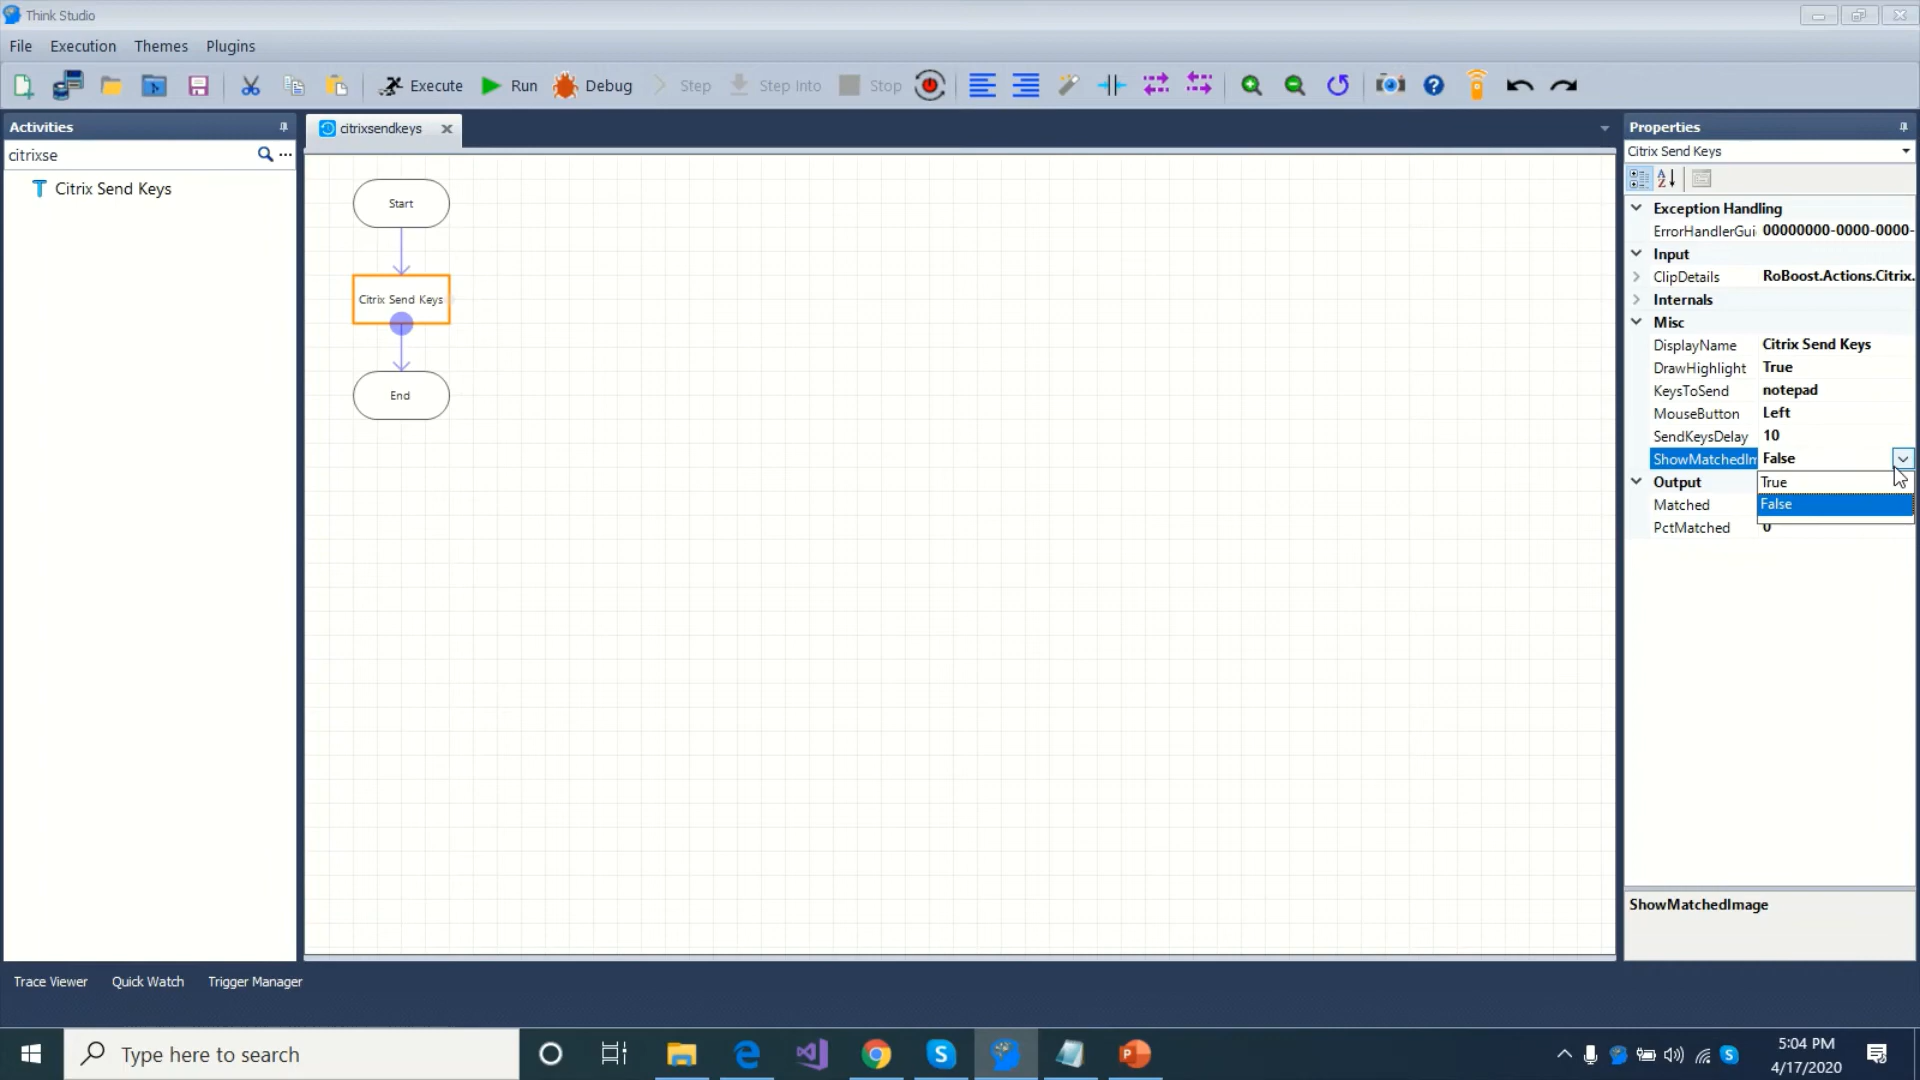 Think Studio
File Execution Themes Plugins
Execute Run Debug Step Step Into Stop
Activities
citrixse
Citrix Send Keys
citrixsendkeys
Start
Citrix Send Keys
End
Properties
Citrix Send Keys
Exception Handling
ErrorHandlerGui 00000000-0000-0000-
Input
ClipDetails RoBoost.Actions.Citrix.
Internals
Misc
DisplayName Citrix Send Keys
DrawHighlight True
KeysToSend notepad
MouseButton Left
SendKeysDelay 10
ShowMatchedIm False
Output True
Matched False
PctMatched 0
ShowMatchedImage
Trace Viewer Quick Watch Trigger Manager
Type here to search
5:04 PM
4/17/2020